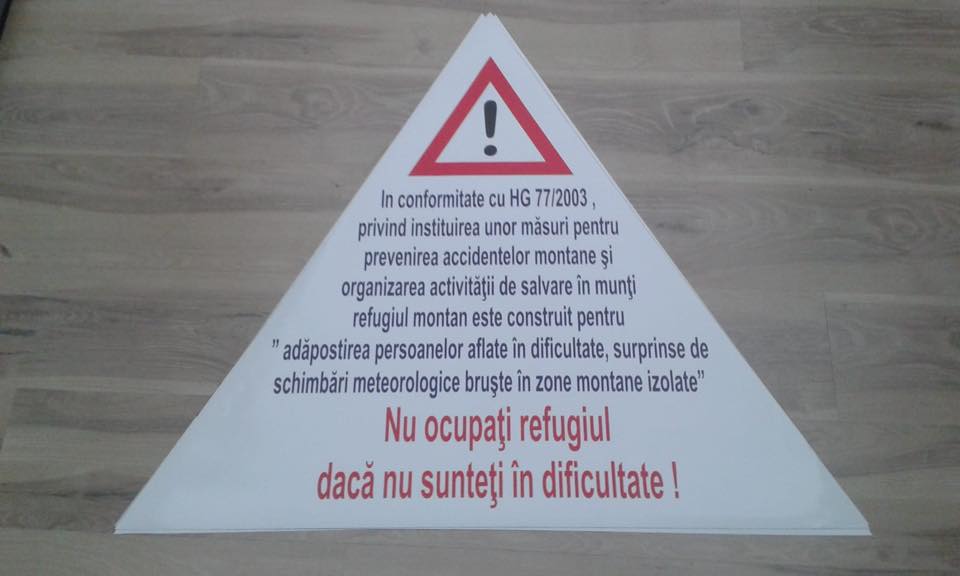 !
In conformitate cu HG 77/2003 ,
privind instituirea unor măsuri pentru
prevenirea accidentelor montane şi
organizarea activităţii de salvare în munţi
refugiul montan este construit pentru
” adăpostirea persoanelor aflate în dificultate, surprinse de
schimbări meteorologice bruşte în zone montane izolate”
Nu ocupaţi refugiul
dacă nu sunteţi în dificultate !